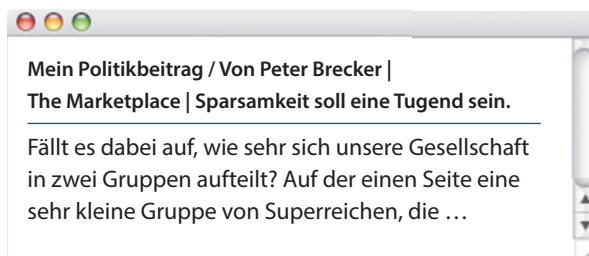 Mein Politikbeitrag / Von Peter Brecker |
The Marketplace | Sparsamkeit soll eine Tugend sein.
Fällt es dabei auf, wie sehr sich unsere Gesellschaft
in zwei Gruppen aufteilt? Auf der einen Seite eine
sehr kleine Gruppe von Superreichen, die …